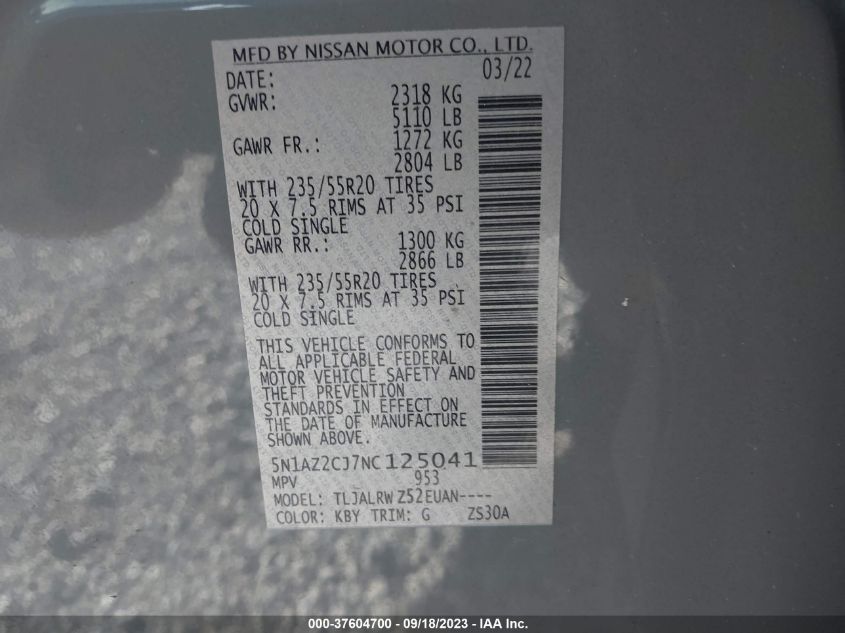 MFD BY NISSAN MOTOR CO., LTD.
DATE: 03/22
GVWR: 2318 KG
5110 LB
GAWR FR.: 1272 KG
2804 LB
WITH 235/55R20 TIRES
20 X 7.5 RIMS AT 35 PSI
COLD SINGLE
GAWR RR.: 1300 KG
2866 LB
WITH 235/55R20 TIRES
20 X 7.5 RIMS AT 35 PSI
COLD SINGLE
THIS VEHICLE CONFORMS TO
ALL APPLICABLE FEDERAL
MOTOR VEHICLE SAFETY AND
THEFT PREVENTION
STANDARDS IN EFFECT ON
THE DATE OF MANUFACTURE
SHOWN ABOVE.
5N1AZ2CJ7NC125041
MPV 953
MODEL: TLJALRWZ52EUAN----
COLOR: KBY TRIM: G ZS30A
000-37604700 - 09/18/2023 - IAA Inc.